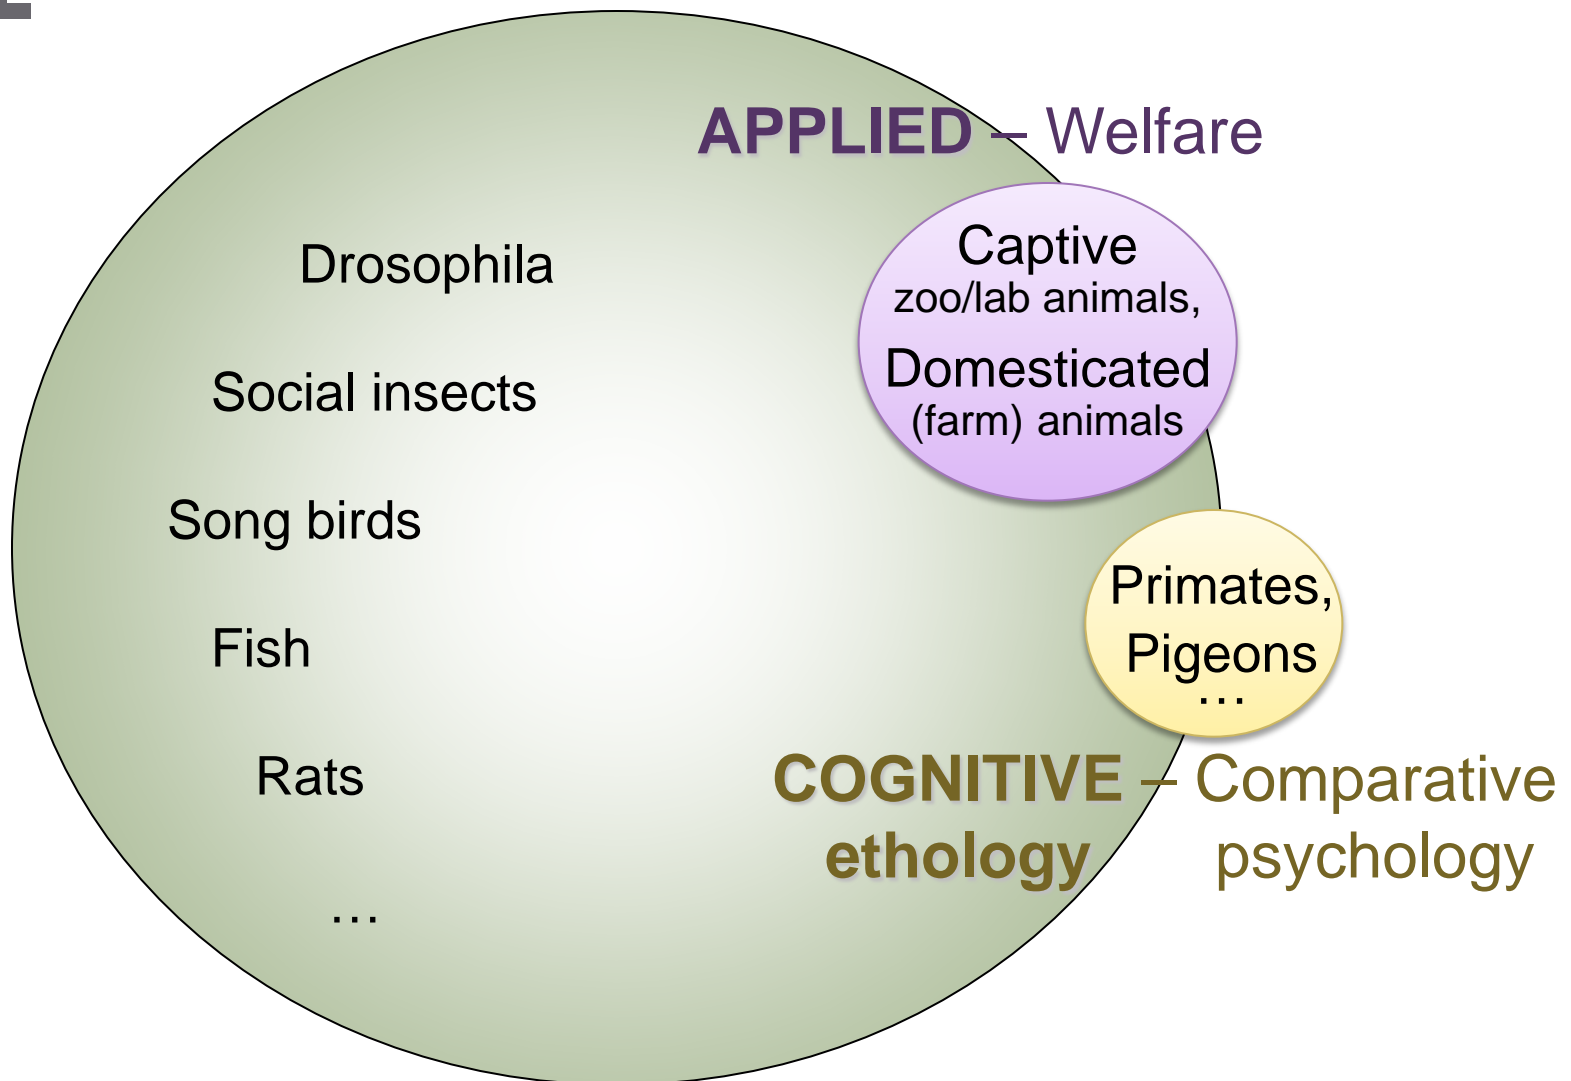 APPLIED – Welfare
Captive
zoo/lab animals,
Domesticated
(farm) animals
Drosophila
Social insects
Song birds
Fish
Rats
…
Primates,
Pigeons
…
COGNITIVE – Comparative
ethology psychology